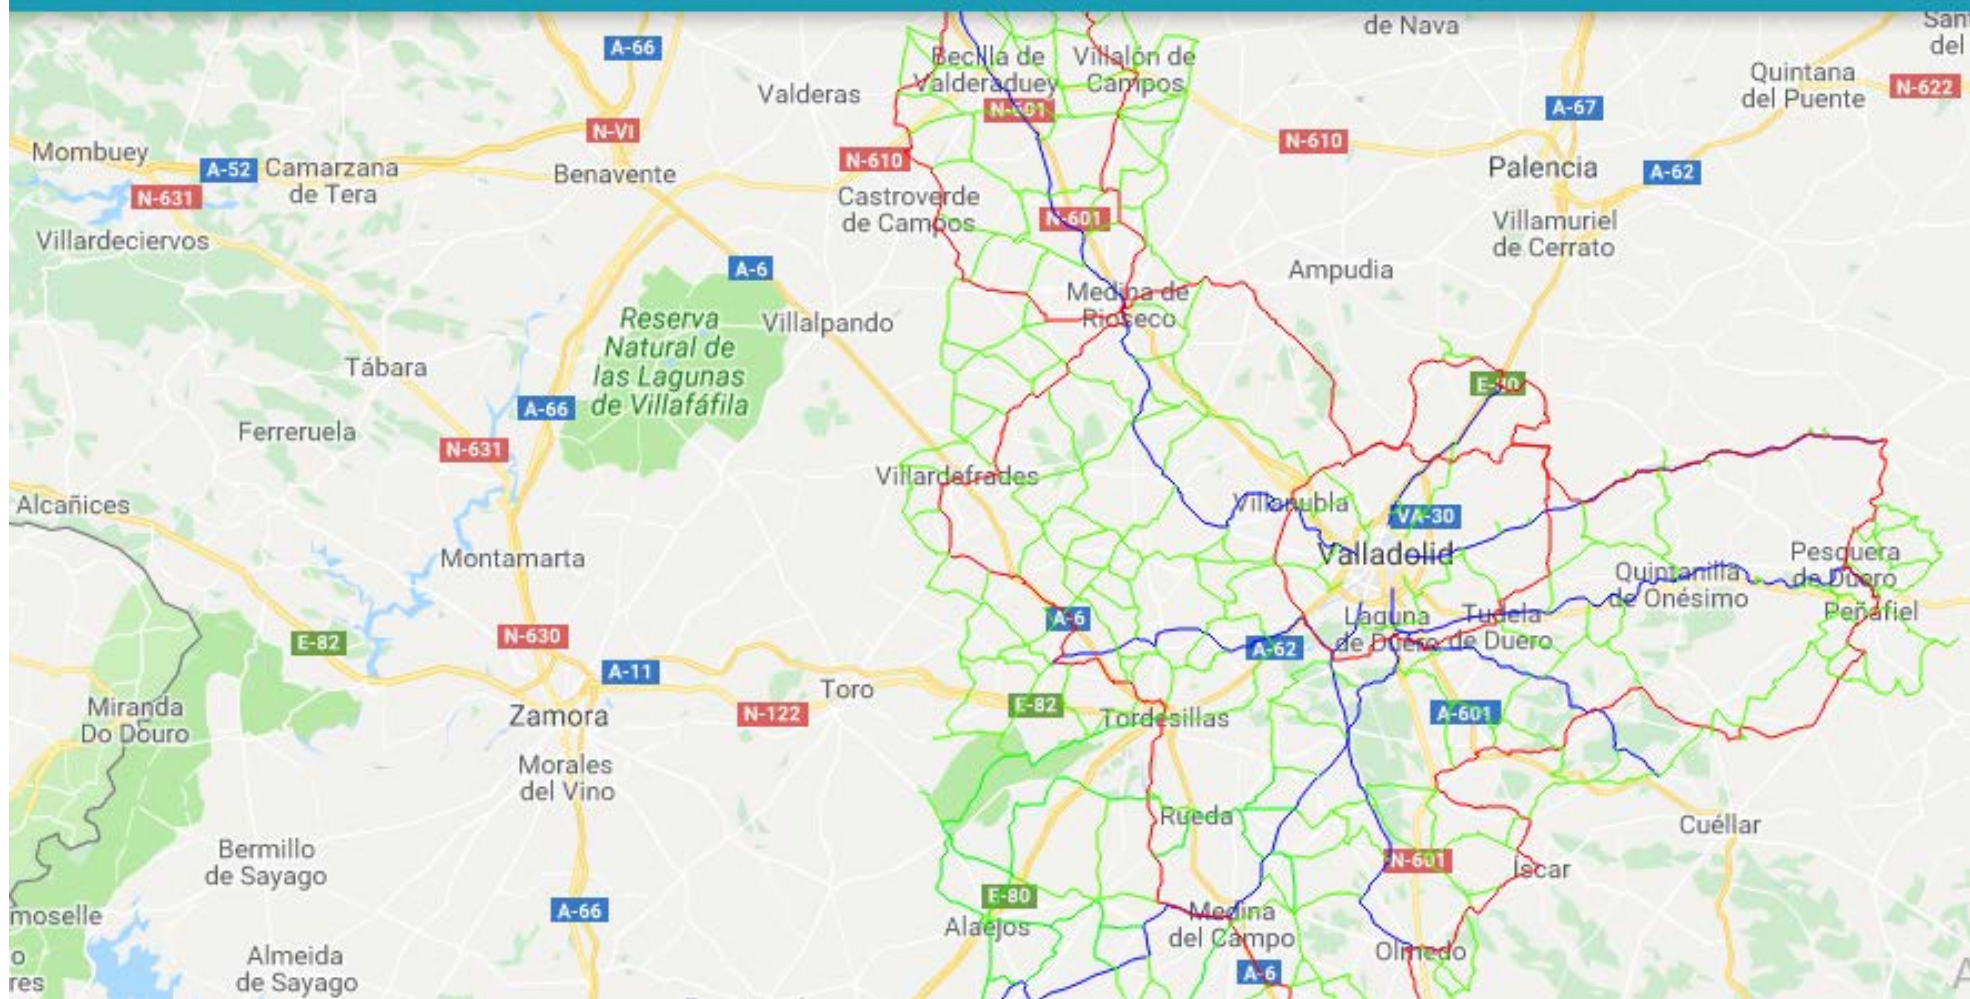 de Nava
San
del
A-66
Becilla de
Valderaduey
Villalón de
Campos
Valderas
Quintana
del Puente
N-622
N-601
A-67
N-VI
N-610
N-610
Mombuey
A-52
Camarzana
de Tera
Benavente
Palencia
A-62
N-631
Castroverde
de Campos
N-601
Villamuriel
de Cerrato
Villardeciervos
A-6
Ampudia
Medina de
Rioseco
Reserva
Natural de
las Lagunas
de Villafáfila
Villalpando
Tábara
A-66
E-80
Ferreruela
N-631
Villardefrades
Alcañices
Villanubla
VA-30
Montamarta
Valladolid
Pesquera
de Duero
Quintanilla
de Onésimo
A-6
Laguna
de Duero
Tudela
de Duero
Peñafiel
E-82
N-630
A-62
A-11
Toro
Miranda
Do Douro
Zamora
N-122
E-82
Tordesillas
A-601
Morales
del Vino
Rueda
Cuéllar
Bermillo
de Sayago
N-601
Íscar
E-80
A-66
moselle
Alaejos
Medina
del Campo
Olmedo
o
res
Almeida
de Sayago
A-6